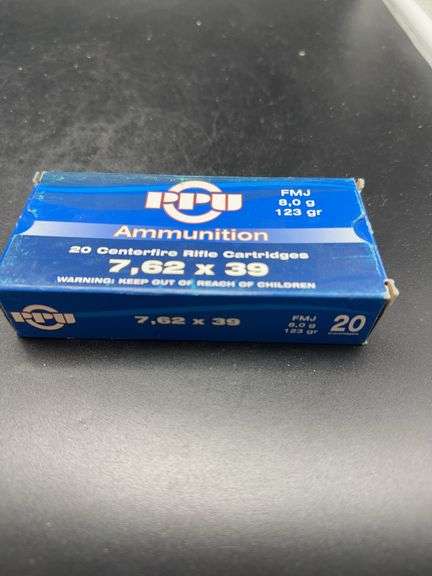 PPU
FMJ
8,0 g
123 gr
Ammunition
20 Centerfire Rifle Cartridges
7,62 x 39
WARNING: KEEP OUT OF REACH OF CHILDREN
PPU
7,62 x 39
FMJ
8,0 g
123 gr
20